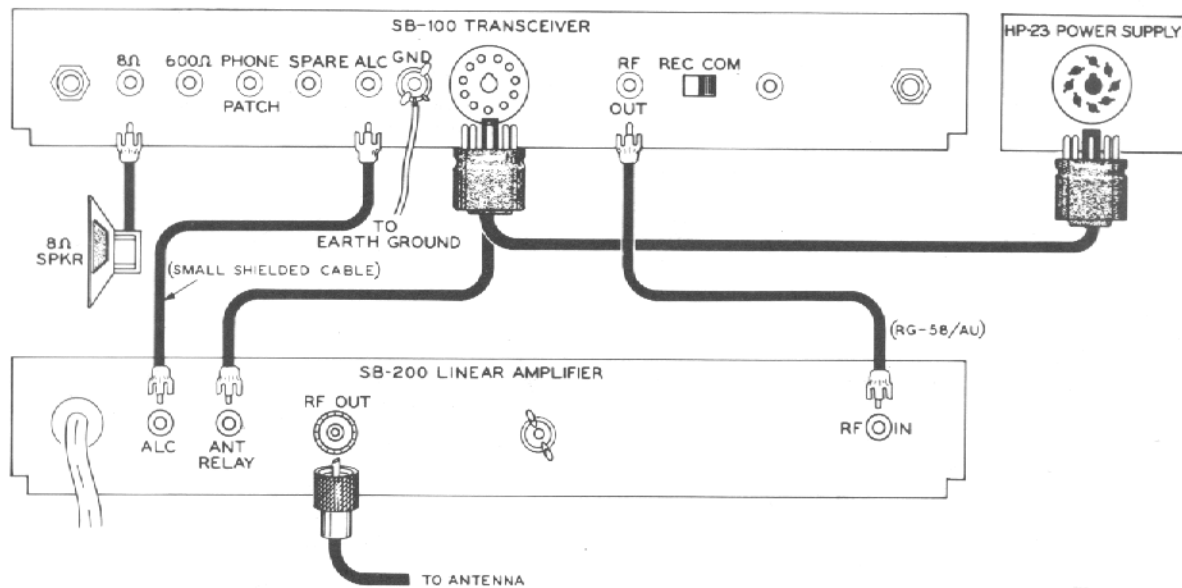 SB-100 TRANSCEIVER
HP-23 POWER SUPPLY
8Ω
600Ω
PHONE
PATCH
SPARE
ALC
GND
RF
OUT
REC COM
8Ω
SPKR
TO
EARTH GROUND
(SMALL SHIELDED CABLE)
(RG-58/AU)
SB-200 LINEAR AMPLIFIER
ALC
ANT
RELAY
RF OUT
RF IN
TO ANTENNA